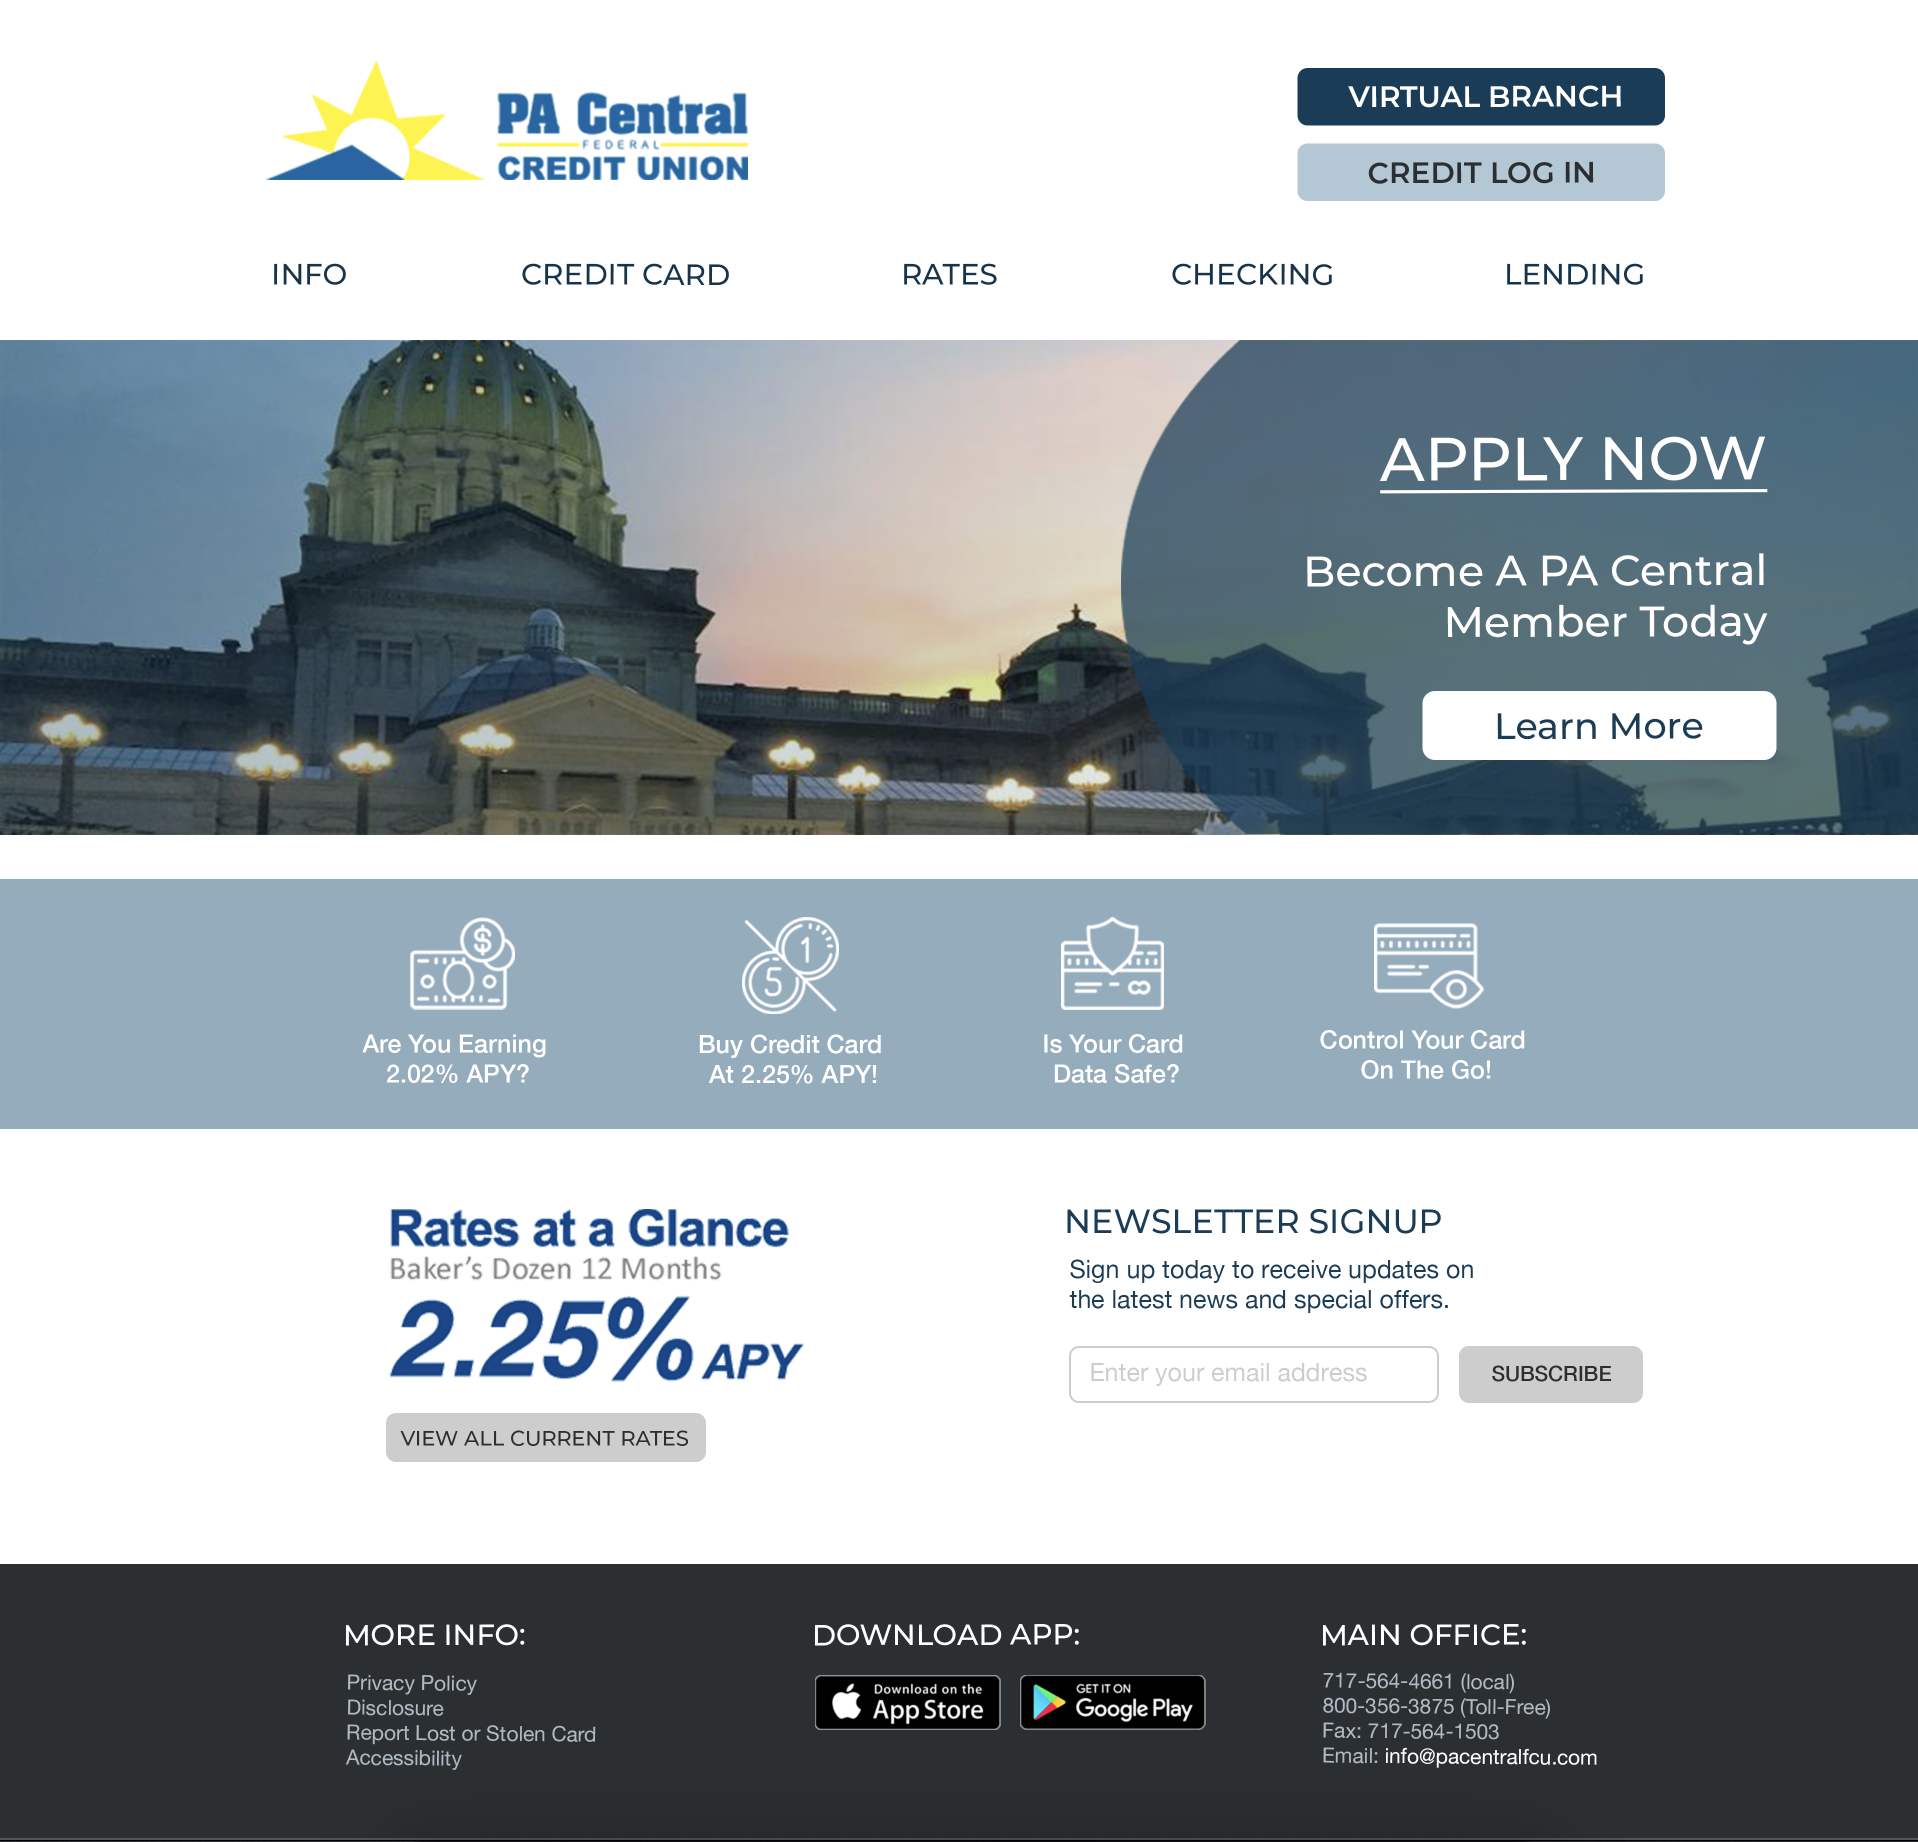 PA Central
FEDERAL
CREDIT UNION
VIRTUAL BRANCH
CREDIT LOG IN
INFO
CREDIT CARD
RATES
CHECKING
LENDING
APPLY NOW
Become A PA Central
Member Today
Learn More
$
1
5
Are You Earning
2.02% APY?
Buy Credit Card
At 2.25% APY!
Is Your Card
Data Safe?
Control Your Card
On The Go!
Rates at a Glance
Baker's Dozen 12 Months
2.25% APY
VIEW ALL CURRENT RATES
NEWSLETTER SIGNUP
Sign up today to receive updates on
the latest news and special offers.
Enter your email address
SUBSCRIBE
MORE INFO:
Privacy Policy
Disclosure
Report Lost or Stolen Card
Accessibility
DOWNLOAD APP:
Download on the
App Store
GET IT ON
Google Play
MAIN OFFICE:
717-564-4661 (local)
800-356-3875 (Toll-Free)
Fax: 717-564-1503
Email: info@pacentralfcu.com